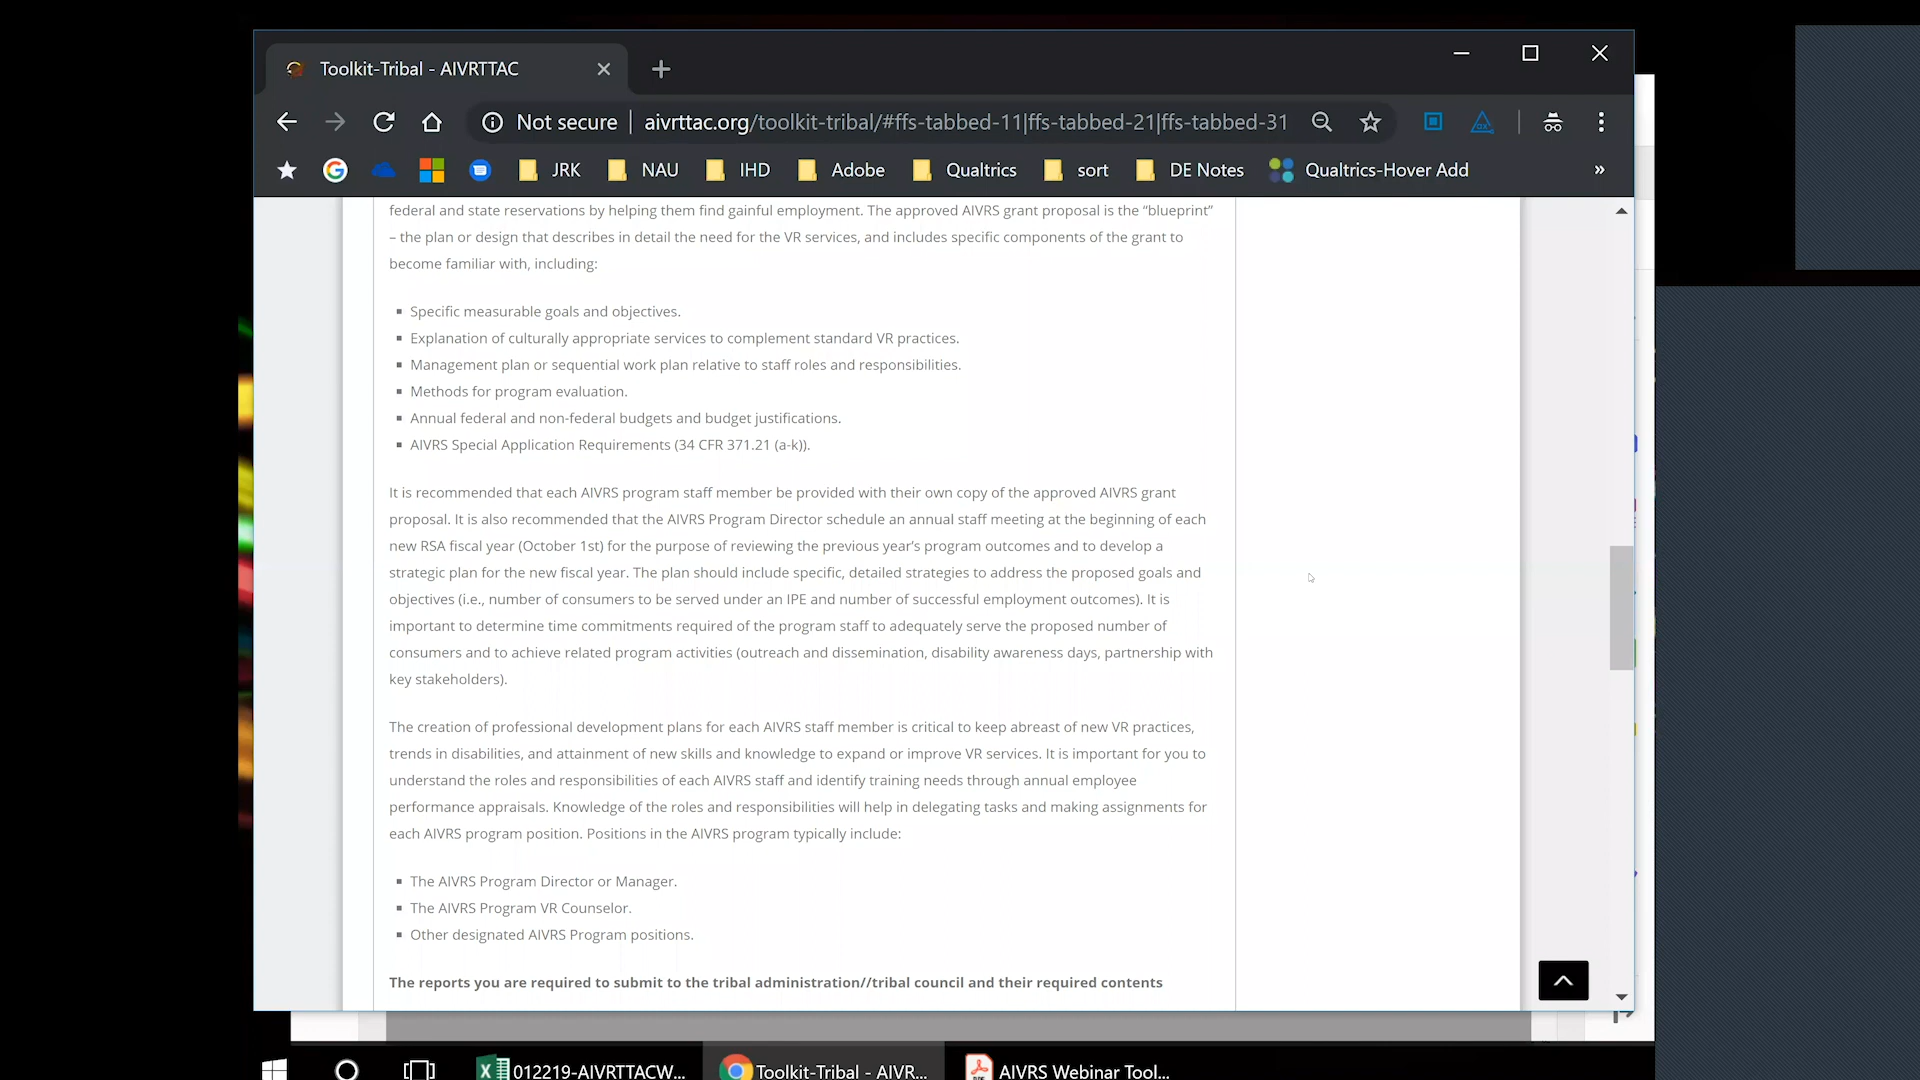 Toolkit-Tribal - AIVRTTAC
Not secure | aivrttac.org/toolkit-tribal/#ffs-tabbed-11|ffs-tabbed-21|ffs-tabbed-31
JRK NAU IHD Adobe Qualtrics sort DE Notes Qualtrics-Hover Add »
federal and state reservations by helping them find gainful employment. The approved AIVRS grant proposal is the “blueprint”
– the plan or design that describes in detail the need for the VR services, and includes specific components of the grant to
become familiar with, including:
Specific measurable goals and objectives.
Explanation of culturally appropriate services to complement standard VR practices.
Management plan or sequential work plan relative to staff roles and responsibilities.
Methods for program evaluation.
Annual federal and non-federal budgets and budget justifications.
AIVRS Special Application Requirements (34 CFR 371.21 (a-k)).
It is recommended that each AIVRS program staff member be provided with their own copy of the approved AIVRS grant
proposal. It is also recommended that the AIVRS Program Director schedule an annual staff meeting at the beginning of each
new RSA fiscal year (October 1st) for the purpose of reviewing the previous year’s program outcomes and to develop a
strategic plan for the new fiscal year. The plan should include specific, detailed strategies to address the proposed goals and
objectives (i.e., number of consumers to be served under an IPE and number of successful employment outcomes). It is
important to determine time commitments required of the program staff to adequately serve the proposed number of
consumers and to achieve related program activities (outreach and dissemination, disability awareness days, partnership with
key stakeholders).
The creation of professional development plans for each AIVRS staff member is critical to keep abreast of new VR practices,
trends in disabilities, and attainment of new skills and knowledge to expand or improve VR services. It is important for you to
understand the roles and responsibilities of each AIVRS staff and identify training needs through annual employee
performance appraisals. Knowledge of the roles and responsibilities will help in delegating tasks and making assignments for
each AIVRS program position. Positions in the AIVRS program typically include:
The AIVRS Program Director or Manager.
The AIVRS Program VR Counselor.
Other designated AIVRS Program positions.
The reports you are required to submit to the tribal administration//tribal council and their required contents
012219-AIVRTTACW... Toolkit-Tribal - AIVR... AIVRS Webinar Tool...